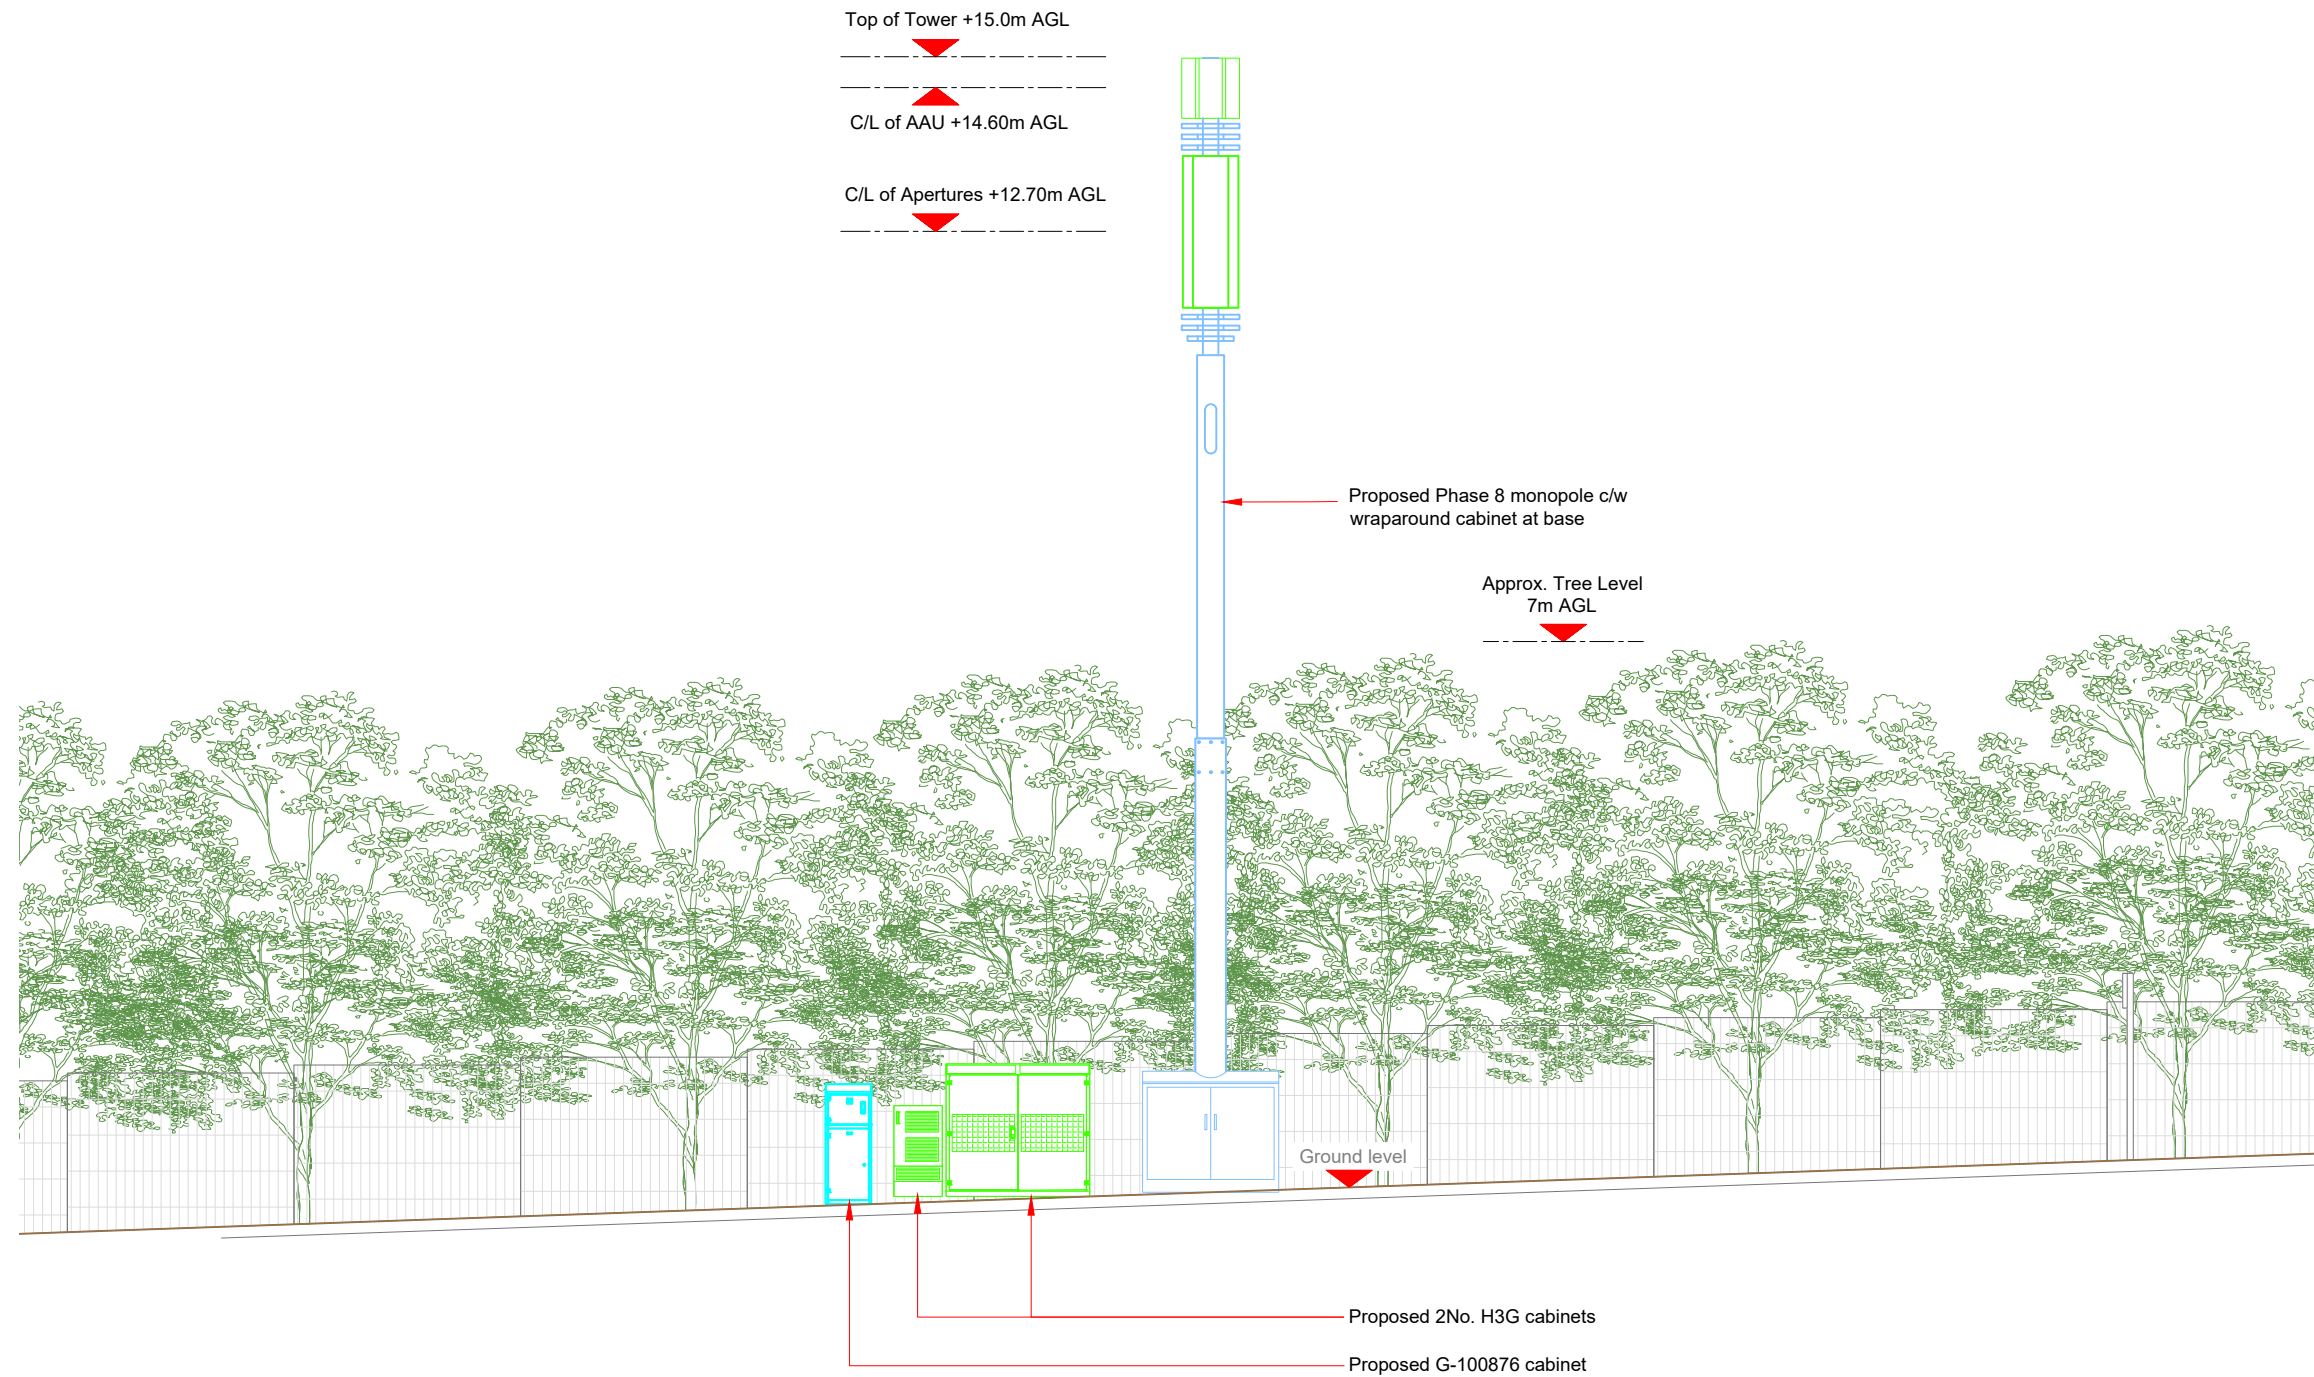 Top of Tower +15.0m AGL
C/L of AAU +14.60m AGL
C/L of Apertures +12.70m AGL
Proposed Phase 8 monopole c/w
wraparound cabinet at base
Approx. Tree Level
7m AGL
Ground level
Proposed 2No. H3G cabinets
Proposed G-100876 cabinet